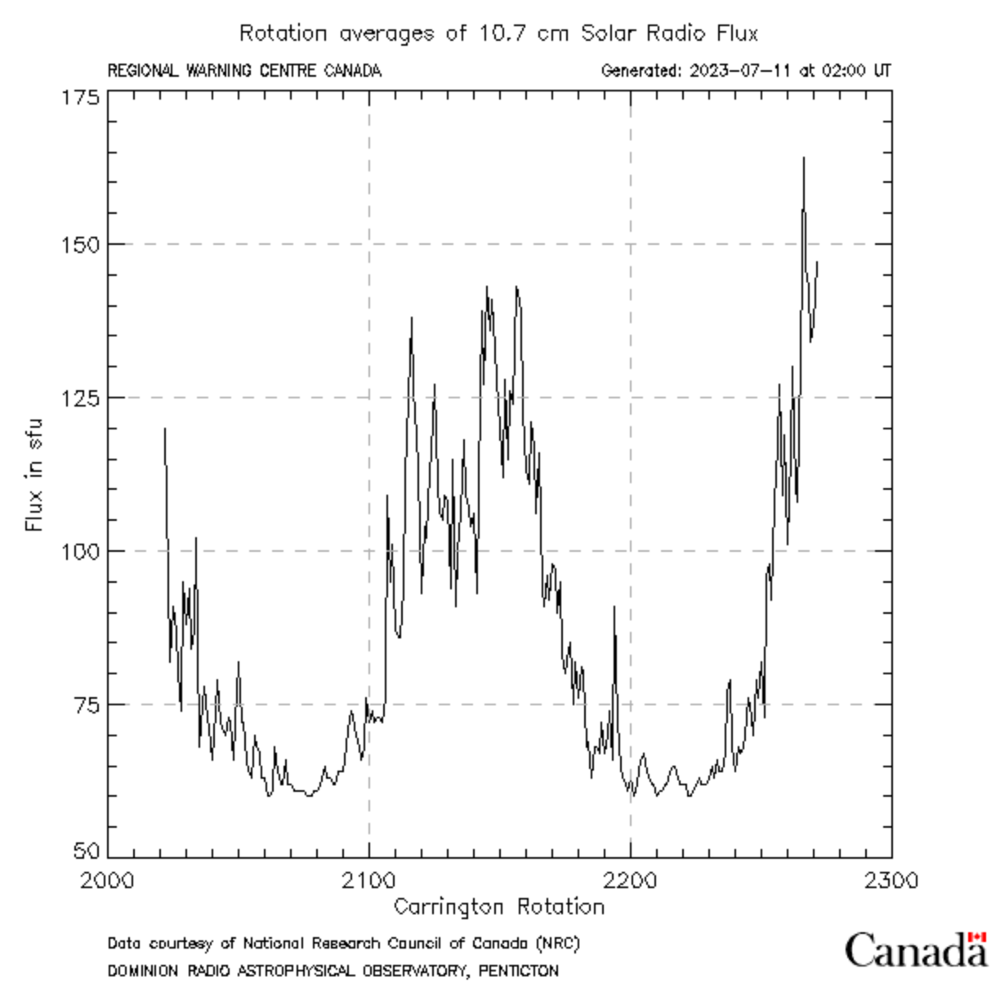 Rotation averages of 10.7 cm Solar Radio Flux
REGIONAL WARNING CENTRE CANADA Generated: 2023-07-11 at 02:00 UT
175
150
125
100
75
50
Flux in sfu
2000 2100 2200 2300
Carrington Rotation
Data courtesy of National Research Council of Canada (NRC)
DOMINION RADIO ASTROPHYSICAL OBSERVATORY, PENTICTON
Canada